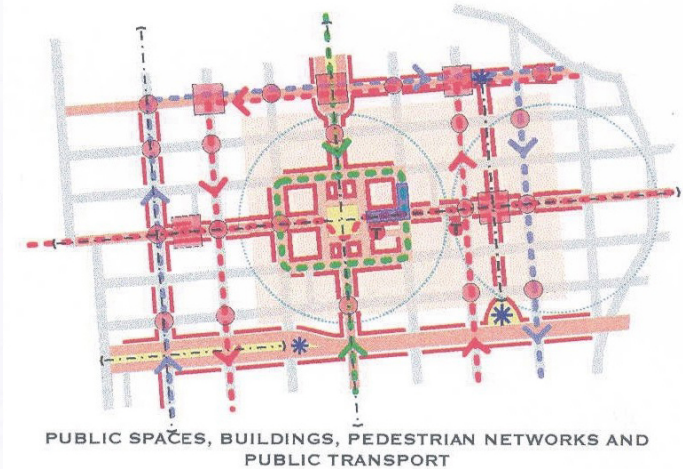 PUBLIC SPACES, BUILDINGS, PEDESTRIAN NETWORKS AND
PUBLIC TRANSPORT